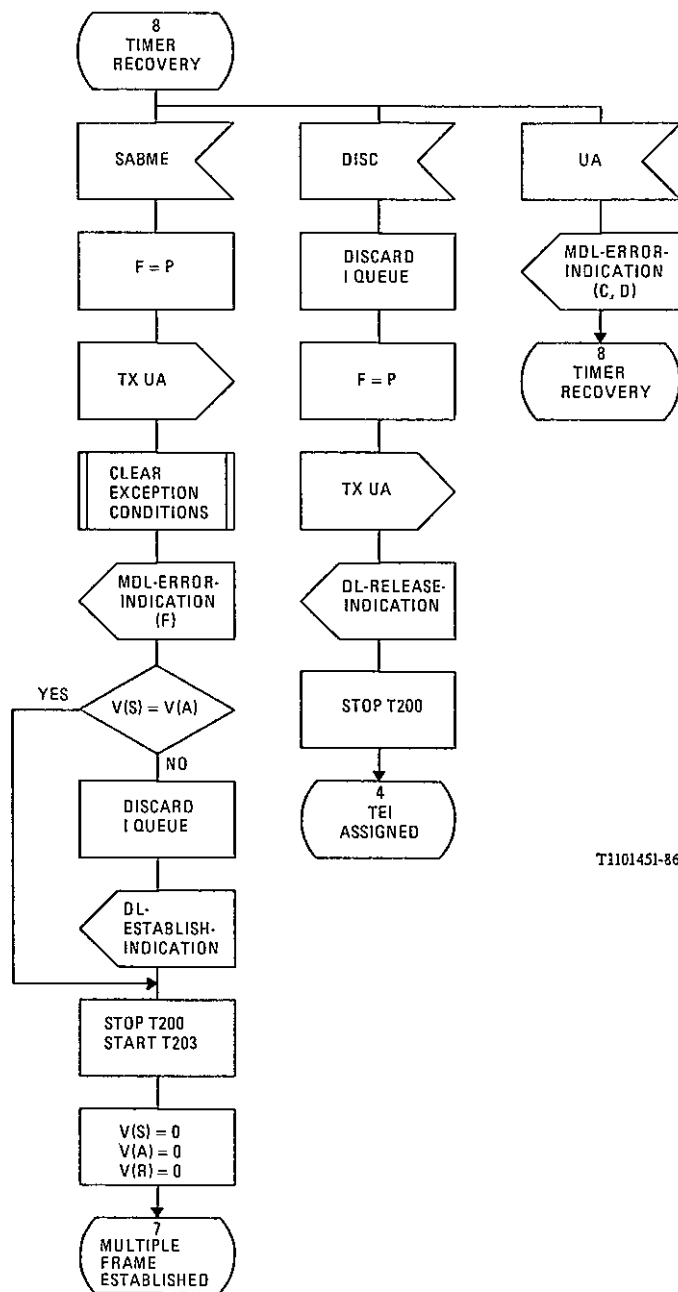 8
TIMER
RECOVERY
SABME
F = P
TX UA
CLEAR
EXCEPTION
CONDITIONS
MDL-ERROR-
INDICATION
(F)
YES
V(S) = V(A)
NO
DISCARD
I QUEUE
DL-
ESTABLISH-
INDICATION
STOP T200
START T203
V(S) = 0
V(A) = 0
V(R) = 0
7
MULTIPLE
FRAME
ESTABLISHED
DISC
DISCARD
I QUEUE
F = P
TX UA
DL-RELEASE-
INDICATION
STOP T200
4
TEI
ASSIGNED
UA
MDL-ERROR-
INDICATION
(C, D)
8
TIMER
RECOVERY
T1101451-86